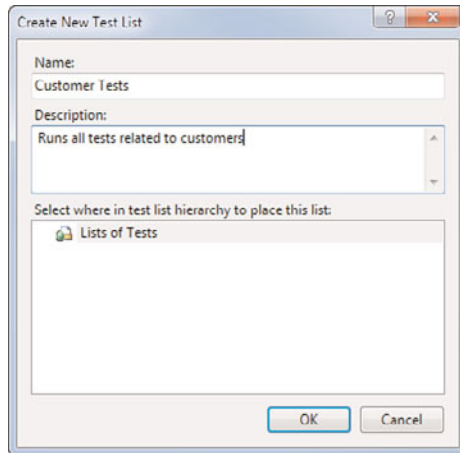 Create New Test List
Name:
Customer Tests
Description:
Runs all tests related to customers
Select where in test list hierarchy to place this list:
Lists of Tests
OK
Cancel